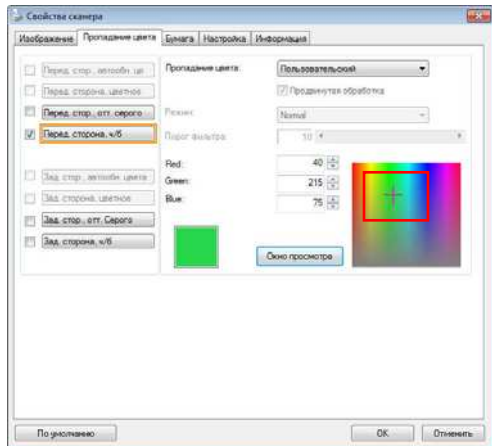 Свойства сканера
Изображение Пропадание цвета Бумага Настройка Информация
Перед. стор., автообн. цв Пропадание цвета: Пользовательский
Перед. сторона, цветное Продвинутая обработка
Перед. стор., отт. серого Режим: Normal
Перед. сторона, ч/б Порог фильтра: 10
Red: 40
Зад. стор., автообн. цвета Green: 215
Зад. сторона, цветное Blue: 75
Зад. стор., отт. Серого
Зад. сторона, ч/б
Окно просмотра
По умолчанию OK Отменить